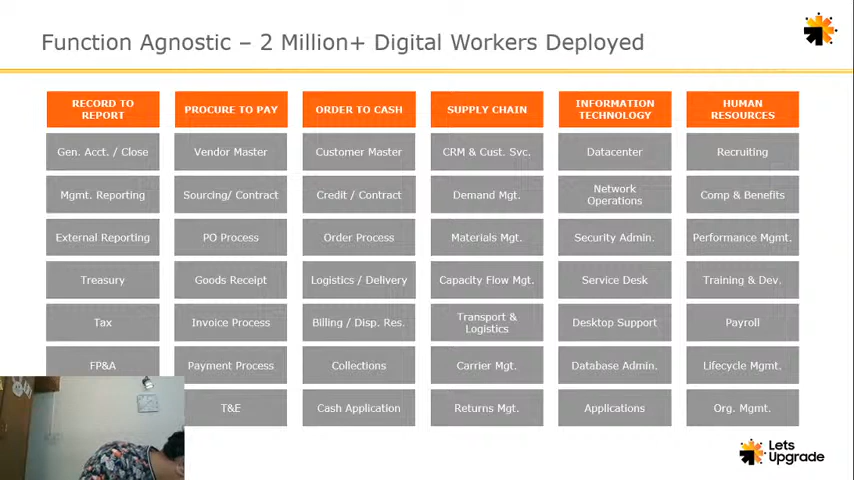 Function Agnostic – 2 Million+ Digital Workers Deployed
RECORD TO
REPORT
PROCURE TO PAY
ORDER TO CASH
SUPPLY CHAIN
INFORMATION
TECHNOLOGY
HUMAN
RESOURCES
Gen. Acct. / Close
Vendor Master
Customer Master
CRM & Cust. Svc.
Datacenter
Recruiting
Mgmt. Reporting
Sourcing/ Contract
Credit / Contract
Demand Mgt.
Network
Operations
Comp & Benefits
External Reporting
PO Process
Order Process
Materials Mgt.
Security Admin.
Performance Mgmt.
Treasury
Goods Receipt
Logistics / Delivery
Capacity Flow Mgt.
Service Desk
Training & Dev.
Tax
Invoice Process
Billing / Disp. Res.
Transport &
Logistics
Desktop Support
Payroll
FP&A
Payment Process
Collections
Carrier Mgt.
Database Admin.
Lifecycle Mgmt.
T&E
Cash Application
Returns Mgt.
Applications
Org. Mgmt.
Lets
Upgrade